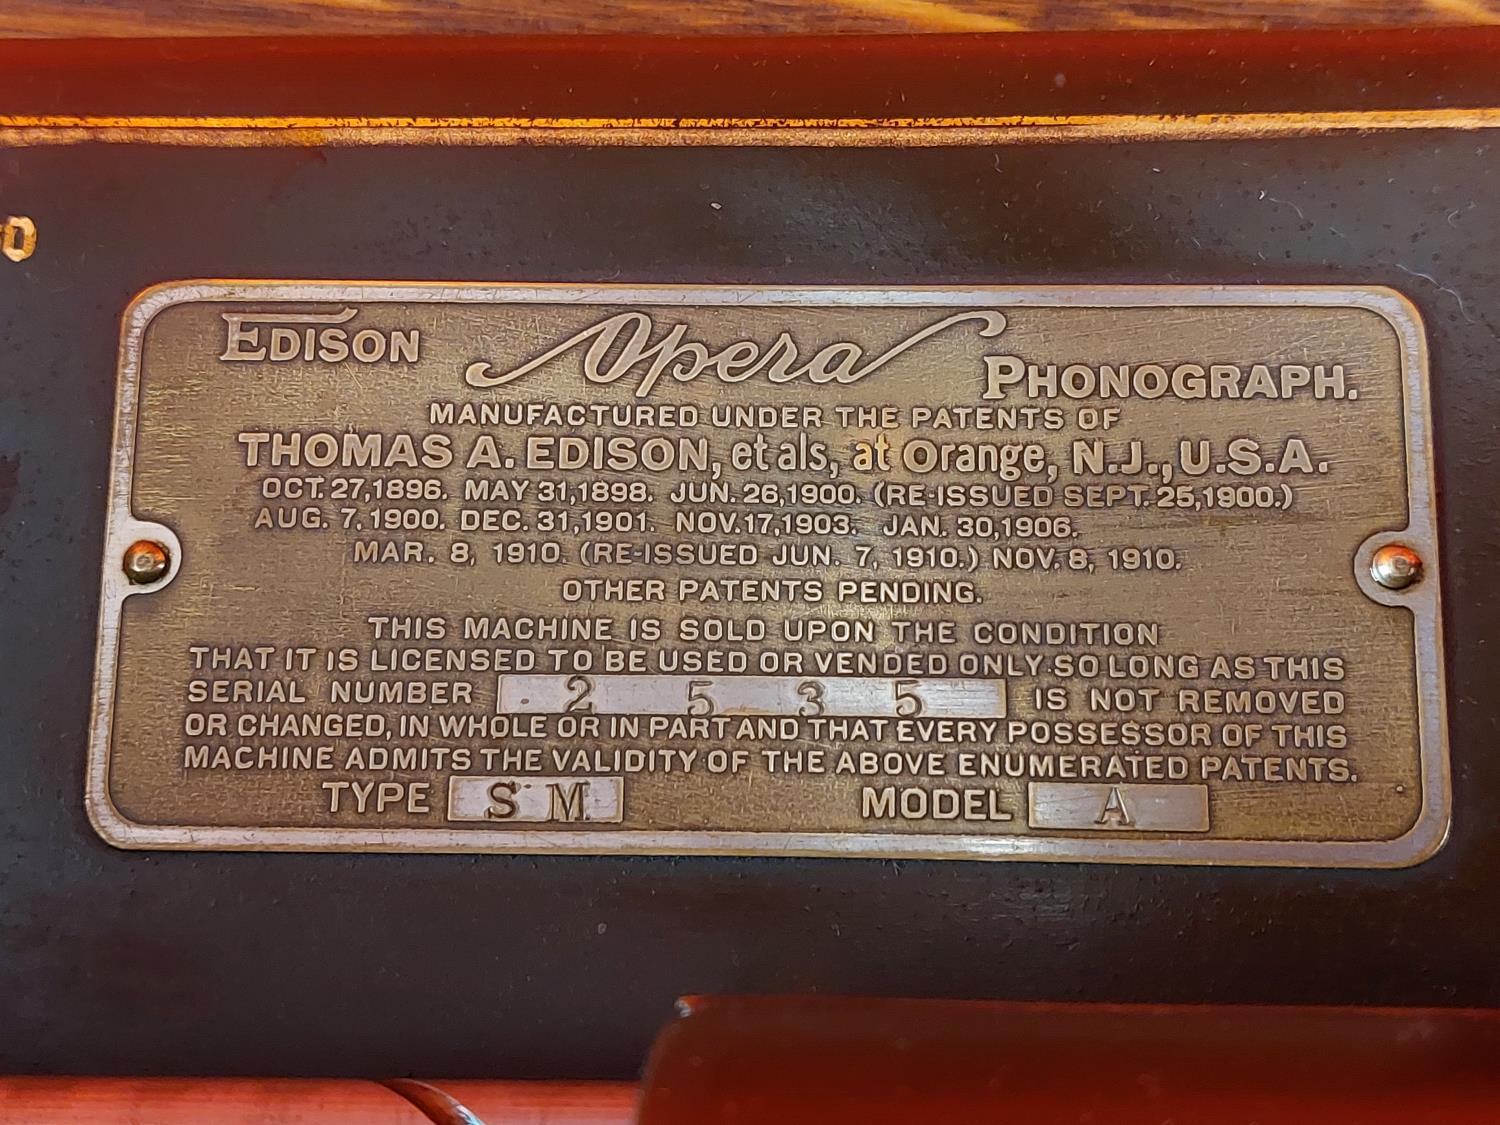 O
EDISON Opera PHONOGRAPH.
MANUFACTURED UNDER THE PATENTS OF
THOMAS A. EDISON, et als, at Orange, N.J., U.S.A.
OCT. 27, 1896. MAY 31, 1898. JUN. 26, 1900. (RE-ISSUED SEPT. 25, 1900.)
AUG. 7, 1900. DEC. 31, 1901. NOV. 17, 1903. JAN. 30, 1906.
MAR. 8, 1910. (RE-ISSUED JUN. 7, 1910.) NOV. 8, 1910.
OTHER PATENTS PENDING.
THIS MACHINE IS SOLD UPON THE CONDITION
THAT IT IS LICENSED TO BE USED OR VENDED ONLY SO LONG AS THIS
SERIAL NUMBER 2535 IS NOT REMOVED
OR CHANGED, IN WHOLE OR IN PART AND THAT EVERY POSSESSOR OF THIS
MACHINE ADMITS THE VALIDITY OF THE ABOVE ENUMERATED PATENTS.
TYPE SM MODEL A